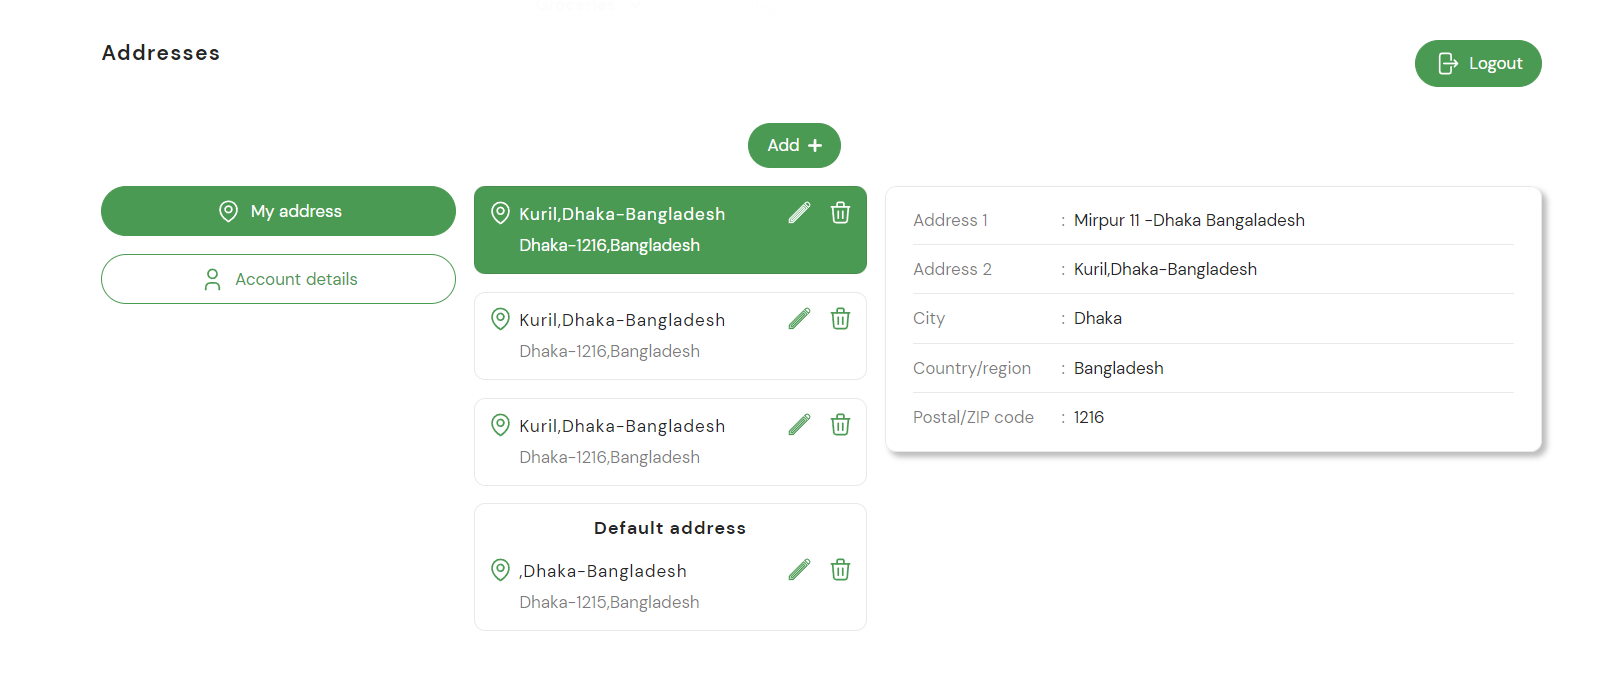 Addresses
Logout
Add +
My address
Account details
Kuril,Dhaka-Bangladesh
Dhaka-1216,Bangladesh
Kuril,Dhaka-Bangladesh
Dhaka-1216,Bangladesh
Kuril,Dhaka-Bangladesh
Dhaka-1216,Bangladesh
Default address
,Dhaka-Bangladesh
Dhaka-1215,Bangladesh
Address 1 : Mirpur 11 -Dhaka Bangaladesh
Address 2 : Kuril,Dhaka-Bangladesh
City : Dhaka
Country/region : Bangladesh
Postal/ZIP code : 1216